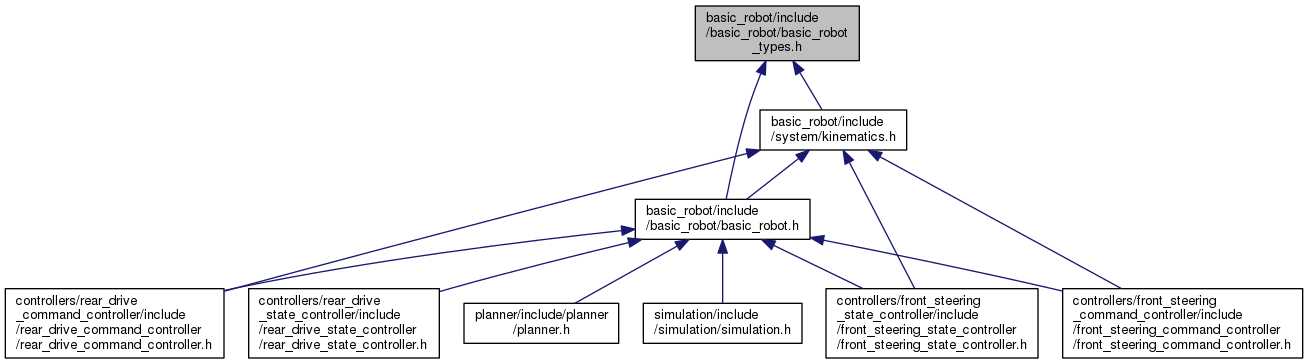 basic_robot/include
/basic_robot/basic_robot
_types.h
basic_robot/include
/system/kinematics.h
basic_robot/include
/basic_robot/basic_robot.h
controllers/rear_drive
_command_controller/include
/rear_drive_command_controller
/rear_drive_command_controller.h
controllers/rear_drive
_state_controller/include
/rear_drive_state_controller
/rear_drive_state_controller.h
planner/include/planner
/planner.h
simulation/include
/simulation/simulation.h
controllers/front_steering
_state_controller/include
/front_steering_state_controller
/front_steering_state_controller.h
controllers/front_steering
_command_controller/include
/front_steering_command_controller
/front_steering_command_controller.h